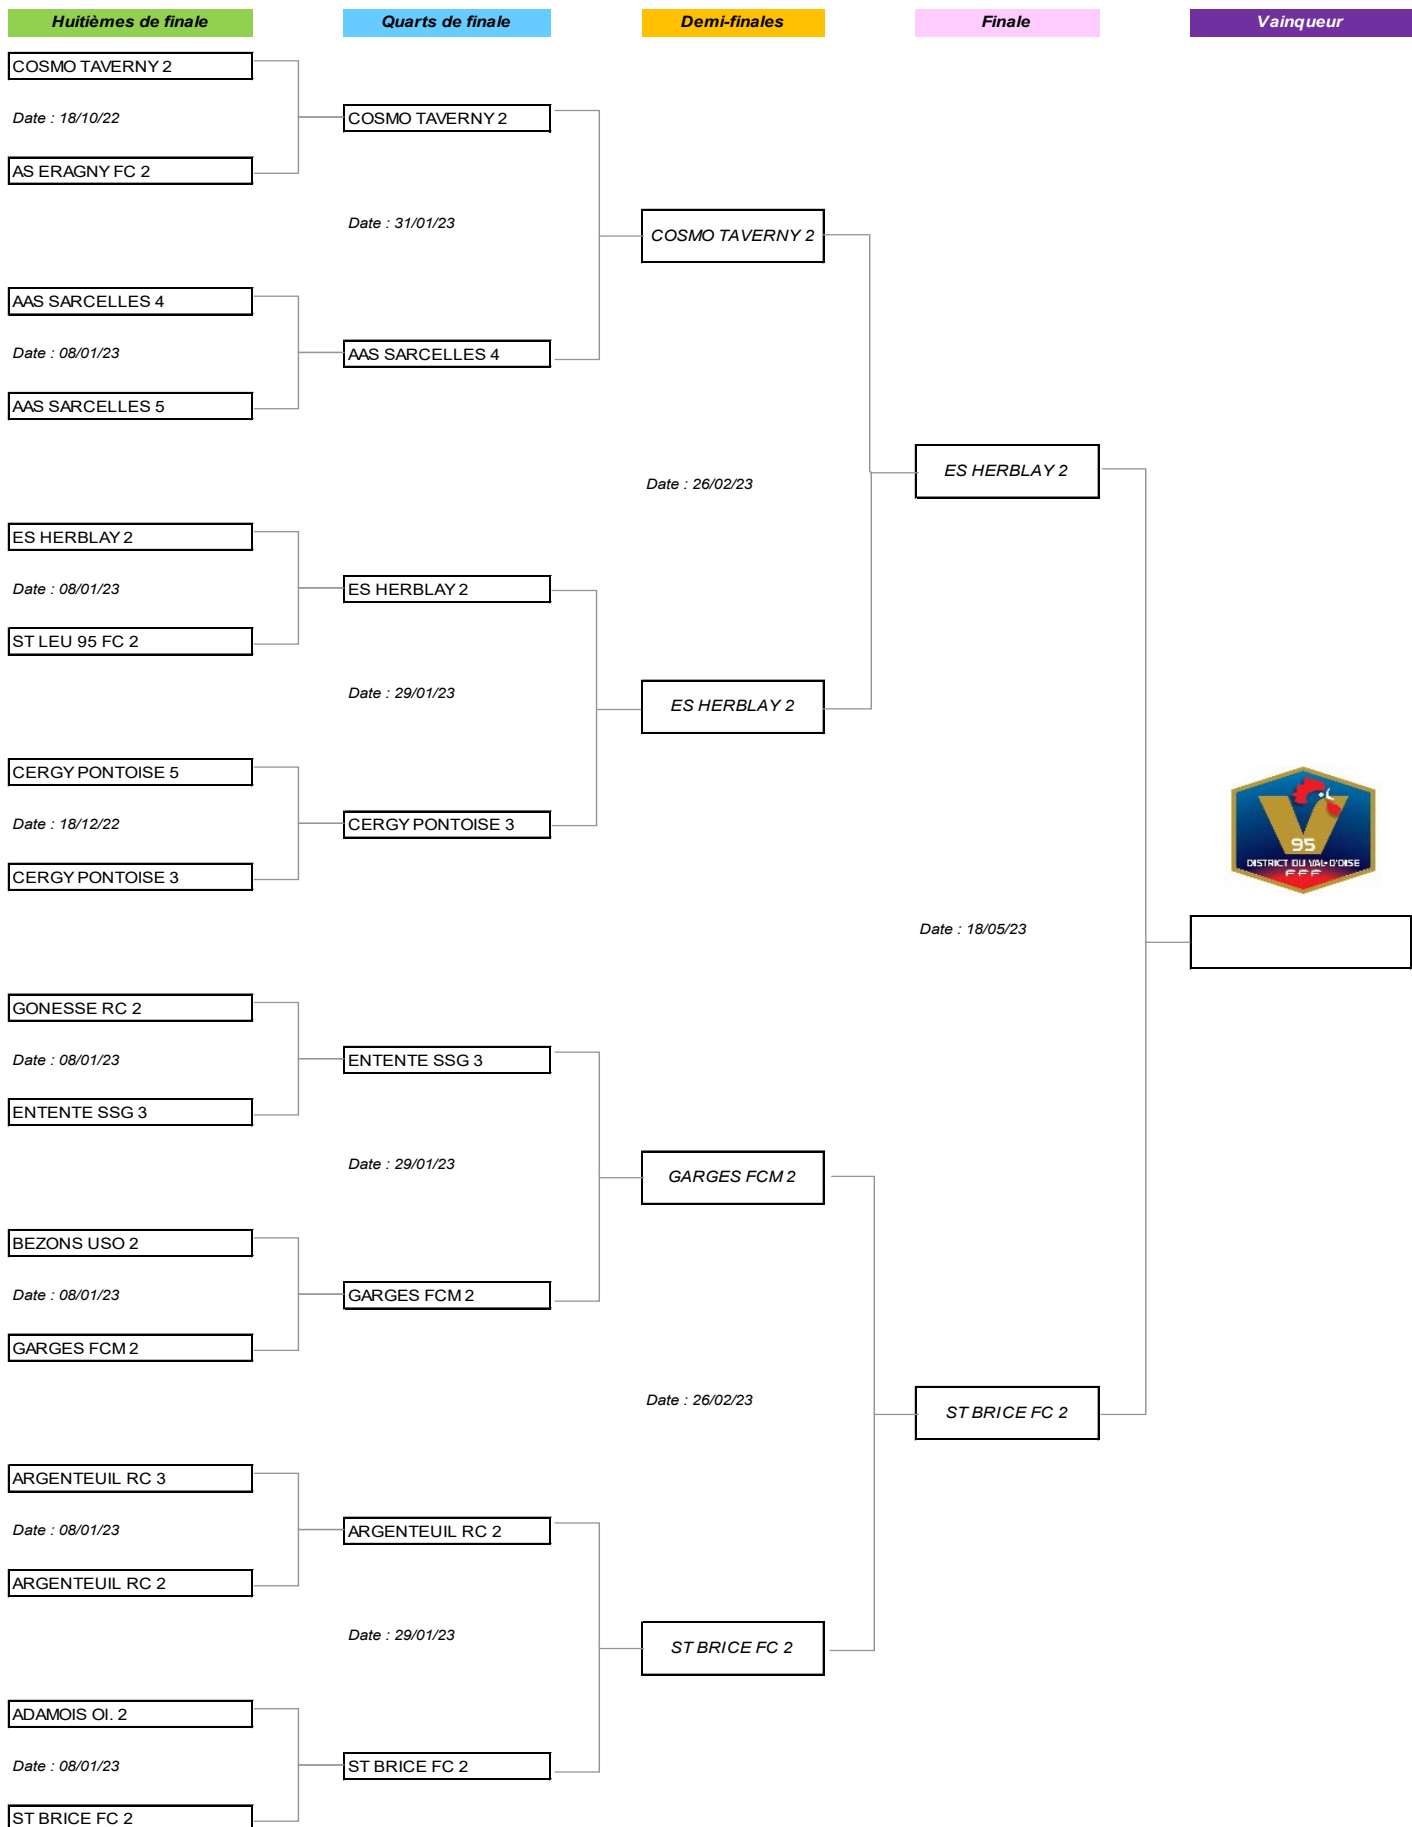 Huitièmes de finale
Quarts de finale
Demi-finales
Finale
Vainqueur
COSMO TAVERNY 2
Date : 18/10/22
COSMO TAVERNY 2
AS ERAGNY FC 2
Date : 31/01/23
COSMO TAVERNY 2
AAS SARCELLES 4
Date : 08/01/23
AAS SARCELLES 4
AAS SARCELLES 5
Date : 26/02/23
ES HERBLAY 2
ES HERBLAY 2
Date : 08/01/23
ES HERBLAY 2
ST LEU 95 FC 2
Date : 29/01/23
ES HERBLAY 2
CERGY PONTOISE 5
Date : 18/12/22
CERGY PONTOISE 3
CERGY PONTOISE 3
95
DISTRICT DU VAL-D'OISE
FFF
Date : 18/05/23
GONESSE RC 2
Date : 08/01/23
ENTENTE SSG 3
ENTENTE SSG 3
Date : 29/01/23
GARGES FCM 2
BEZONS USO 2
Date : 08/01/23
GARGES FCM 2
GARGES FCM 2
Date : 26/02/23
ST BRICE FC 2
ARGENTEUIL RC 3
Date : 08/01/23
ARGENTEUIL RC 2
ARGENTEUIL RC 2
Date : 29/01/23
ST BRICE FC 2
ADAMOIS OI. 2
Date : 08/01/23
ST BRICE FC 2
ST BRICE FC 2